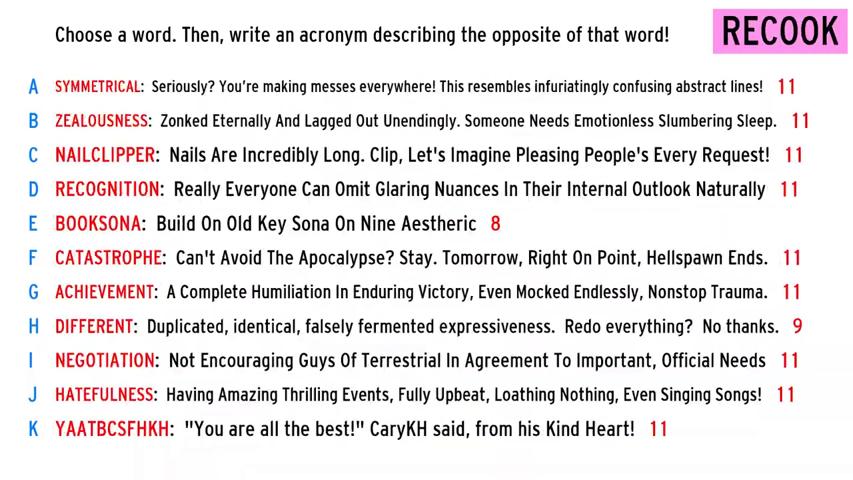 Choose a word. Then, write an acronym describing the opposite of that word!
RECOOK
A SYMMETRICAL: Seriously? You're making messes everywhere! This resembles infuriatingly confusing abstract lines! 11
B ZEALOUSNESS: Zonked Eternally And Lagged Out Unendingly. Someone Needs Emotionless Slumbering Sleep. 11
C NAILCLIPPER: Nails Are Incredibly Long. Clip, Let's Imagine Pleasing People's Every Request! 11
D RECOGNITION: Really Everyone Can Omit Glaring Nuances In Their Internal Outlook Naturally 11
E BOOKSONA: Build On Old Key Sona On Nine Aestheric 8
F CATASTROPHE: Can't Avoid The Apocalypse? Stay. Tomorrow, Right On Point, Hellspawn Ends. 11
G ACHIEVEMENT: A Complete Humiliation In Enduring Victory, Even Mocked Endlessly, Nonstop Trauma. 11
H DIFFERENT: Duplicated, identical, falsely fermented expressiveness. Redo everything? No thanks. 9
I NEGOTIATION: Not Encouraging Guys Of Terrestrial In Agreement To Important, Official Needs 11
J HATEFULNESS: Having Amazing Thrilling Events, Fully Upbeat, Loathing Nothing, Even Singing Songs! 11
K YAATBCSFHKH: "You are all the best!" CaryKH said, from his Kind Heart! 11